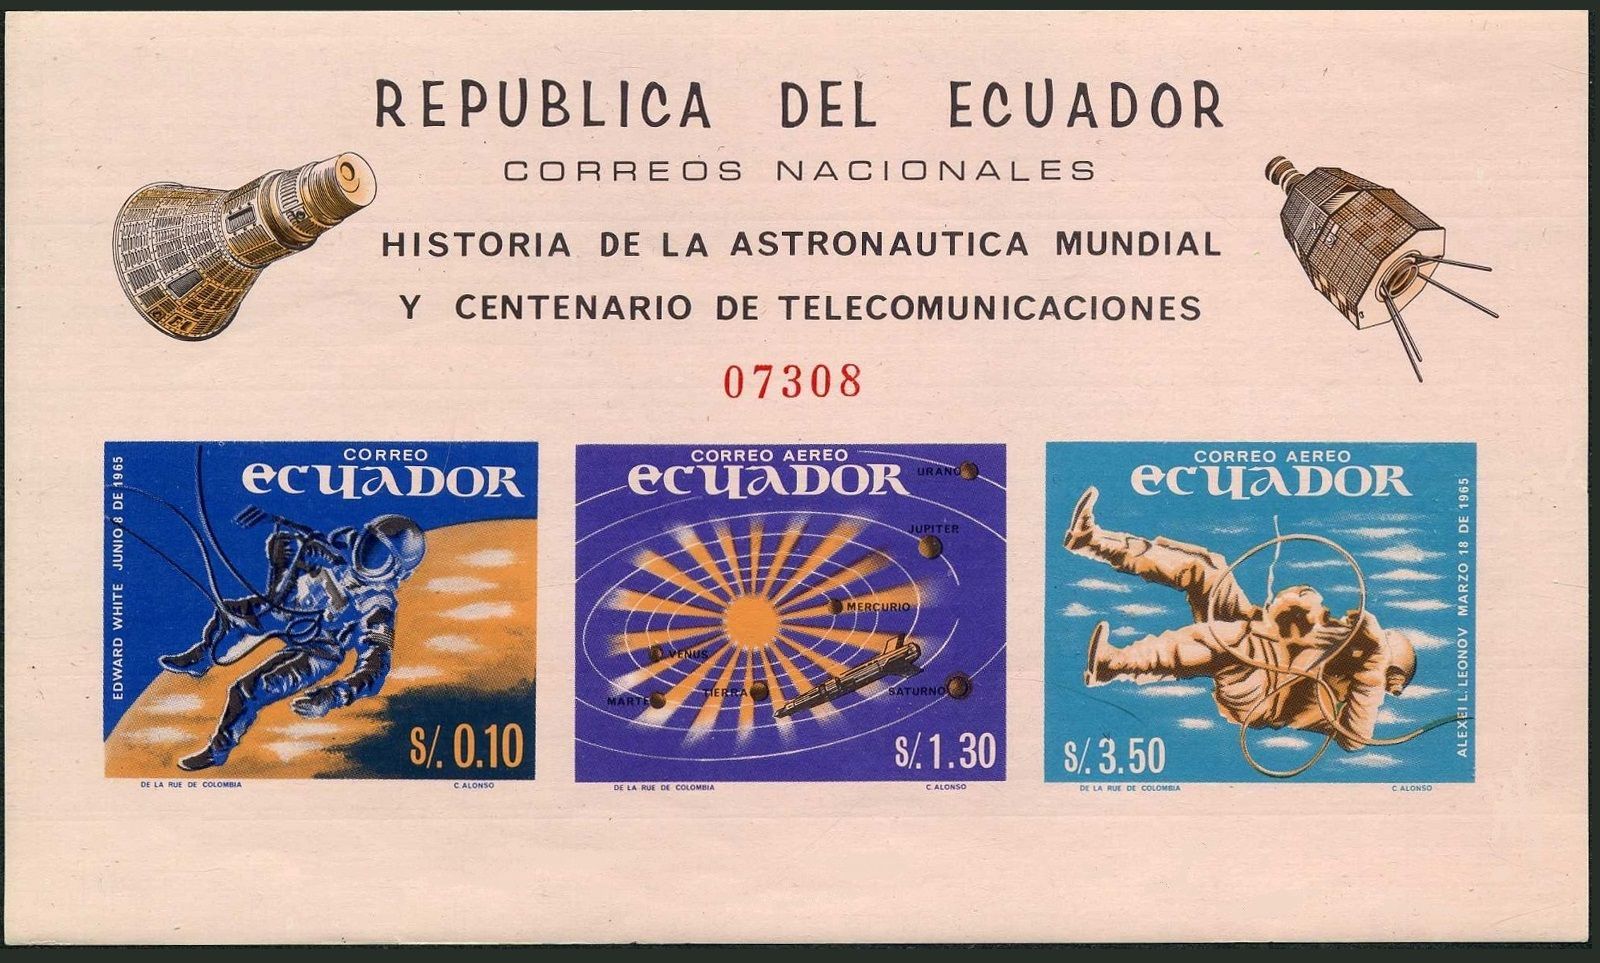 REPUBLICA DEL ECUADOR
CORREOS NACIONALES
HISTORIA DE LA ASTRONAUTICA MUNDIAL
Y CENTENARIO DE TELECOMUNICACIONES
07308
CORREO
ECUADOR
EDWARD WHITE JUNIO 8 DE 1965
S/. 0.10
DE LA RUE DE COLOMBIA C. ALONSO
CORREO AEREO
ECUADOR
URANO
JUPITER
MERCURIO
VENUS
TIERRA
SATURNO
MARTE
S/. 1.30
DE LA RUE DE COLOMBIA C. ALONSO
CORREO AEREO
ECUADOR
ALEXEI L. LEONOV MARZO 18 DE 1965
S/. 3.50
DE LA RUE DE COLOMBIA C. ALONSO